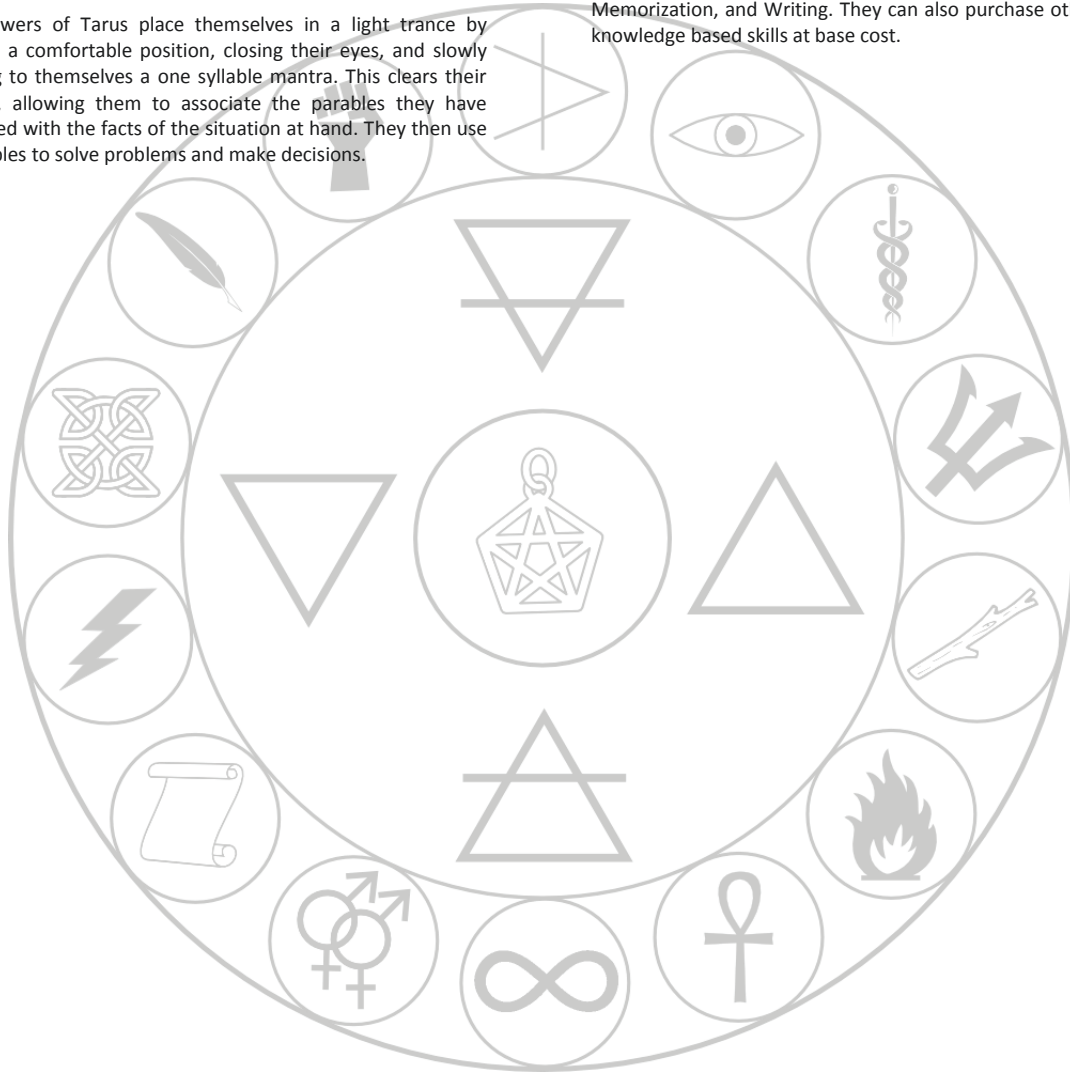 wers of Tarus place themselves in a light trance by
a comfortable position, closing their eyes, and slowly
to themselves a one syllable mantra. This clears their
allowing them to associate the parables they have
ed with the facts of the situation at hand. They then use
bles to solve problems and make decisions.
Memorization, and Writing. They can also purchase ot
knowledge based skills at base cost.